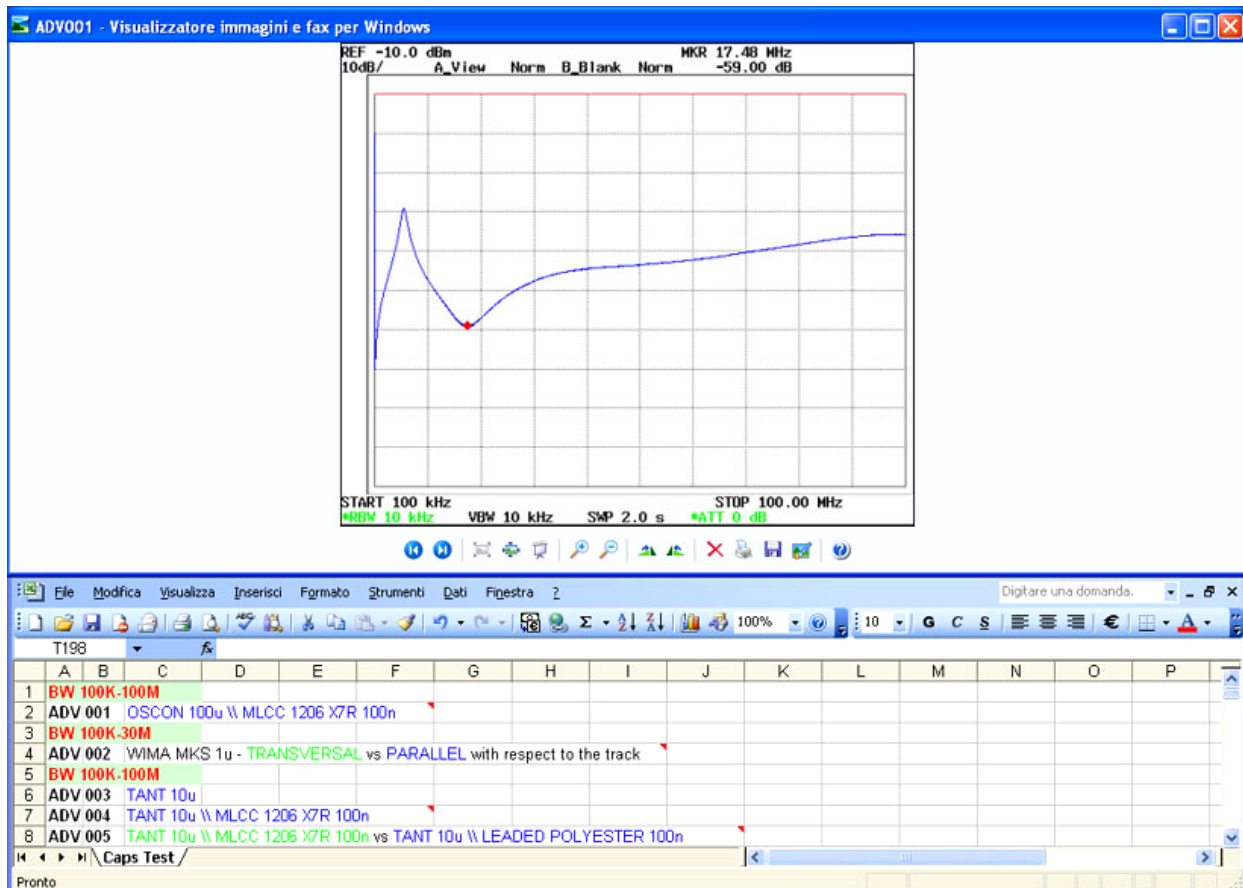 ADV001 - Visualizzatore immagini e fax per Windows
REF -10.0 dBm MKR 17.48 MHz
10dB/ A_View Norm B_Blank Norm -59.00 dB
START 100 kHz STOP 100.00 MHz
*RBW 10 kHz VBW 10 kHz SWP 2.0 s *ATT 0 dB
File Modifica Visualizza Inserisci Formato Strumenti Dati Finestra ? Digitare una domanda.
100% 10 G C S €
T198 fx
A B C D E F G H I J K L M N O P
1 BW 100K-100M
2 ADV 001 OSCON 100u \\ MLCC 1206 X7R 100n
3 BW 100K-30M
4 ADV 002 WIMA MKS 1u - TRANSVERSAL vs PARALLEL with respect to the track
5 BW 100K-100M
6 ADV 003 TANT 10u
7 ADV 004 TANT 10u \\ MLCC 1206 X7R 100n
8 ADV 005 TANT 10u \\ MLCC 1206 X7R 100n vs TANT 10u \\ LEADED POLYESTER 100n
Caps Test
Pronto